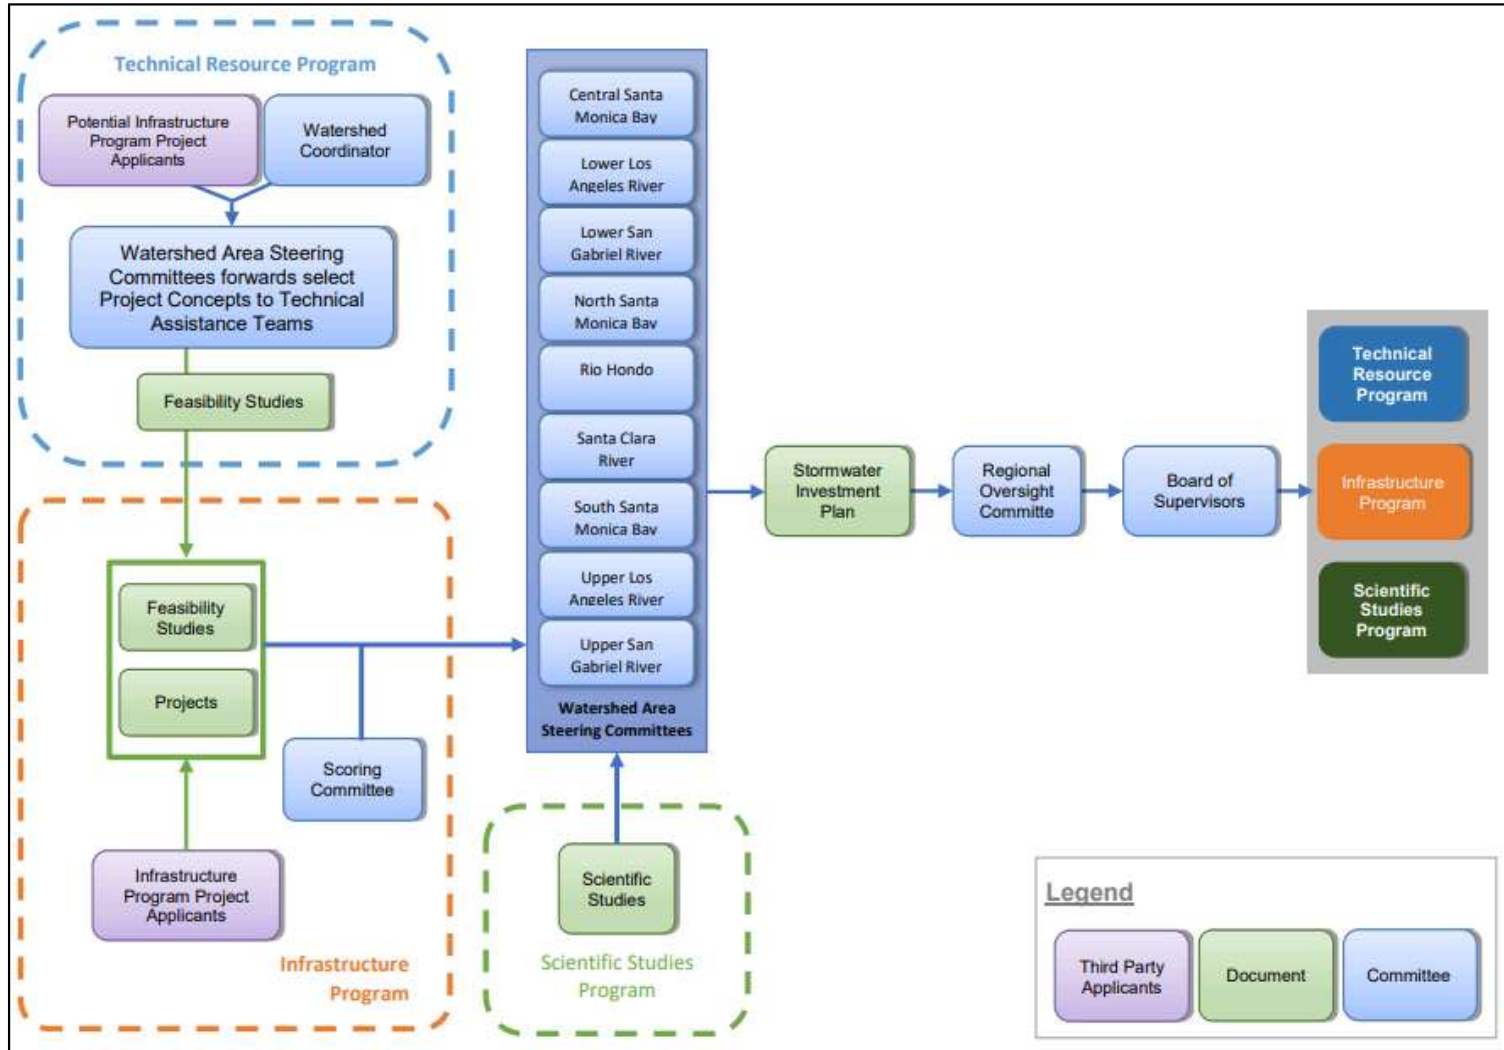 Technical Resource Program
Potential Infrastructure
Program Project
Applicants
Watershed
Coordinator
Watershed Area Steering
Committees forwards select
Project Concepts to Technical
Assistance Teams
Feasibility Studies
Feasibility
Studies
Projects
Scoring
Committee
Infrastructure
Program Project
Applicants
Infrastructure
Program
Central Santa
Monica Bay
Lower Los
Angeles River
Lower San
Gabriel River
North Santa
Monica Bay
Rio Hondo
Santa Clara
River
South Santa
Monica Bay
Upper Los
Angeles River
Upper San
Gabriel River
Watershed Area
Steering Committees
Scientific
Studies
Scientific Studies
Program
Stormwater
Investment
Plan
Regional
Oversight
Committe
Board of
Supervisors
Technical
Resource
Program
Infrastructure
Program
Scientific
Studies
Program
Legend
Third Party
Applicants
Document
Committee